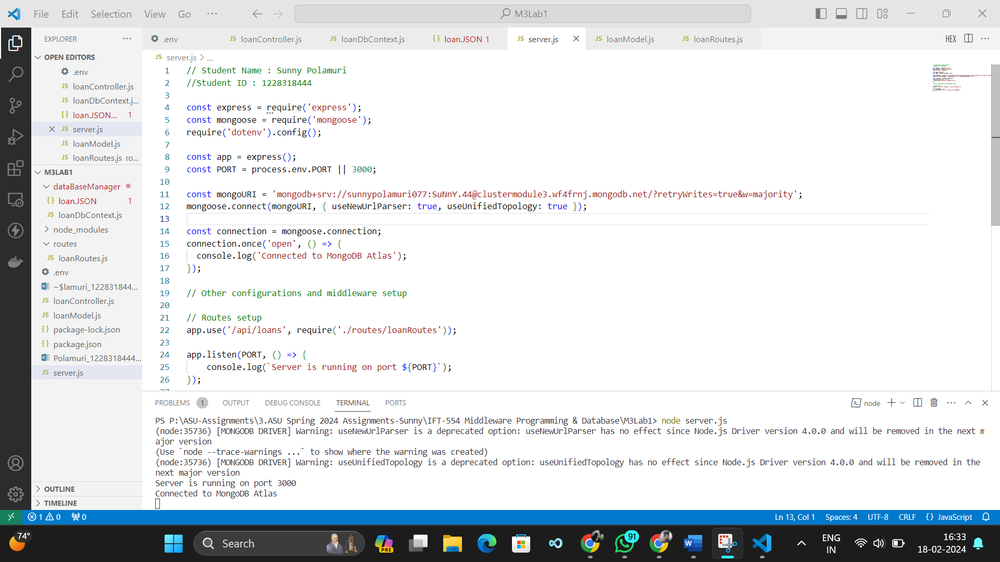 File Edit Selection View Go ··· M3Lab1
EXPLORER ···
OPEN EDITORS
.env
loanController.js
loanDbContext.j...
loan.JSON... 1
server.js
loanModel.js
loanRoutes.js ro...
M3LAB1
dataBaseManager
loan.JSON 1
loanDbContext.js
node_modules
routes
loanRoutes.js
.env
~$lamuri_122831844...
loanController.js
loanModel.js
package-lock.json
package.json
Polamuri_1228318444...
server.js
OUTLINE
TIMELINE
.env loanController.js loanDbContext.js loan.JSON 1 server.js loanModel.js loanRoutes.js HEX ···
server.js > ...
1 // Student Name : Sunny Polamuri
2 //Student ID : 1228318444
3
4 const express = require('express');
5 const mongoose = require('mongoose');
6 require('dotenv').config();
7
8 const app = express();
9 const PORT = process.env.PORT || 3000;
10
11 const mongoURI = 'mongodb+srv://sunnypolamuri077:SuNnY.44@clustermodule3.wf4frnj.mongodb.net/?retryWrites=true&w=majority';
12 mongoose.connect(mongoURI, { useNewUrlParser: true, useUnifiedTopology: true });
13
14 const connection = mongoose.connection;
15 connection.once('open', () => {
16 console.log('Connected to MongoDB Atlas');
17 });
18
19 // Other configurations and middleware setup
20
21 // Routes setup
22 app.use('/api/loans', require('./routes/loanRoutes'));
23
24 app.listen(PORT, () => {
25 console.log(`Server is running on port ${PORT}`);
26 });
PROBLEMS 1 OUTPUT DEBUG CONSOLE TERMINAL PORTS node
PS P:\ASU-Assignments\3.ASU Spring 2024 Assignments-Sunny\IFT-554 Middleware Programming & Database\M3Lab1> node server.js
(node:35736) [MONGODB DRIVER] Warning: useNewUrlParser is a deprecated option: useNewUrlParser has no effect since Node.js Driver version 4.0.0 and will be removed in the next m
ajor version
(Use `node --trace-warnings ...` to show where the warning was created)
(node:35736) [MONGODB DRIVER] Warning: useUnifiedTopology is a deprecated option: useUnifiedTopology has no effect since Node.js Driver version 4.0.0 and will be removed in the
next major version
Server is running on port 3000
Connected to MongoDB Atlas
1 0 0 Ln 13, Col 1 Spaces: 4 UTF-8 CRLF {} JavaScript
74° Search PRE 91 ENG IN 16:33 18-02-2024